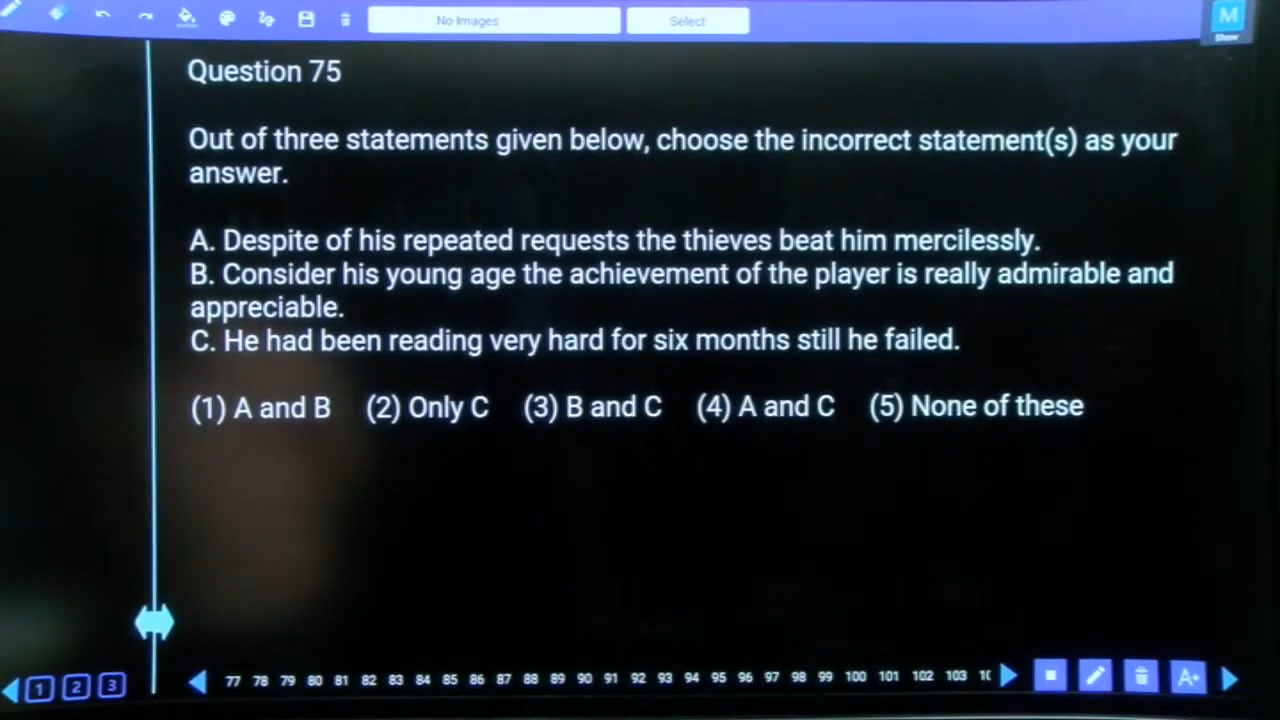 No Images
Select
M
Show
Question 75
Out of three statements given below, choose the incorrect statement(s) as your
answer.
A. Despite of his repeated requests the thieves beat him mercilessly.
B. Consider his young age the achievement of the player is really admirable and
appreciable.
C. He had been reading very hard for six months still he failed.
(1) A and B (2) Only C (3) B and C (4) A and C (5) None of these
1 2 3 77 78 79 80 81 82 83 84 85 86 87 88 89 90 91 92 93 94 95 96 97 98 99 100 101 102 103 A+